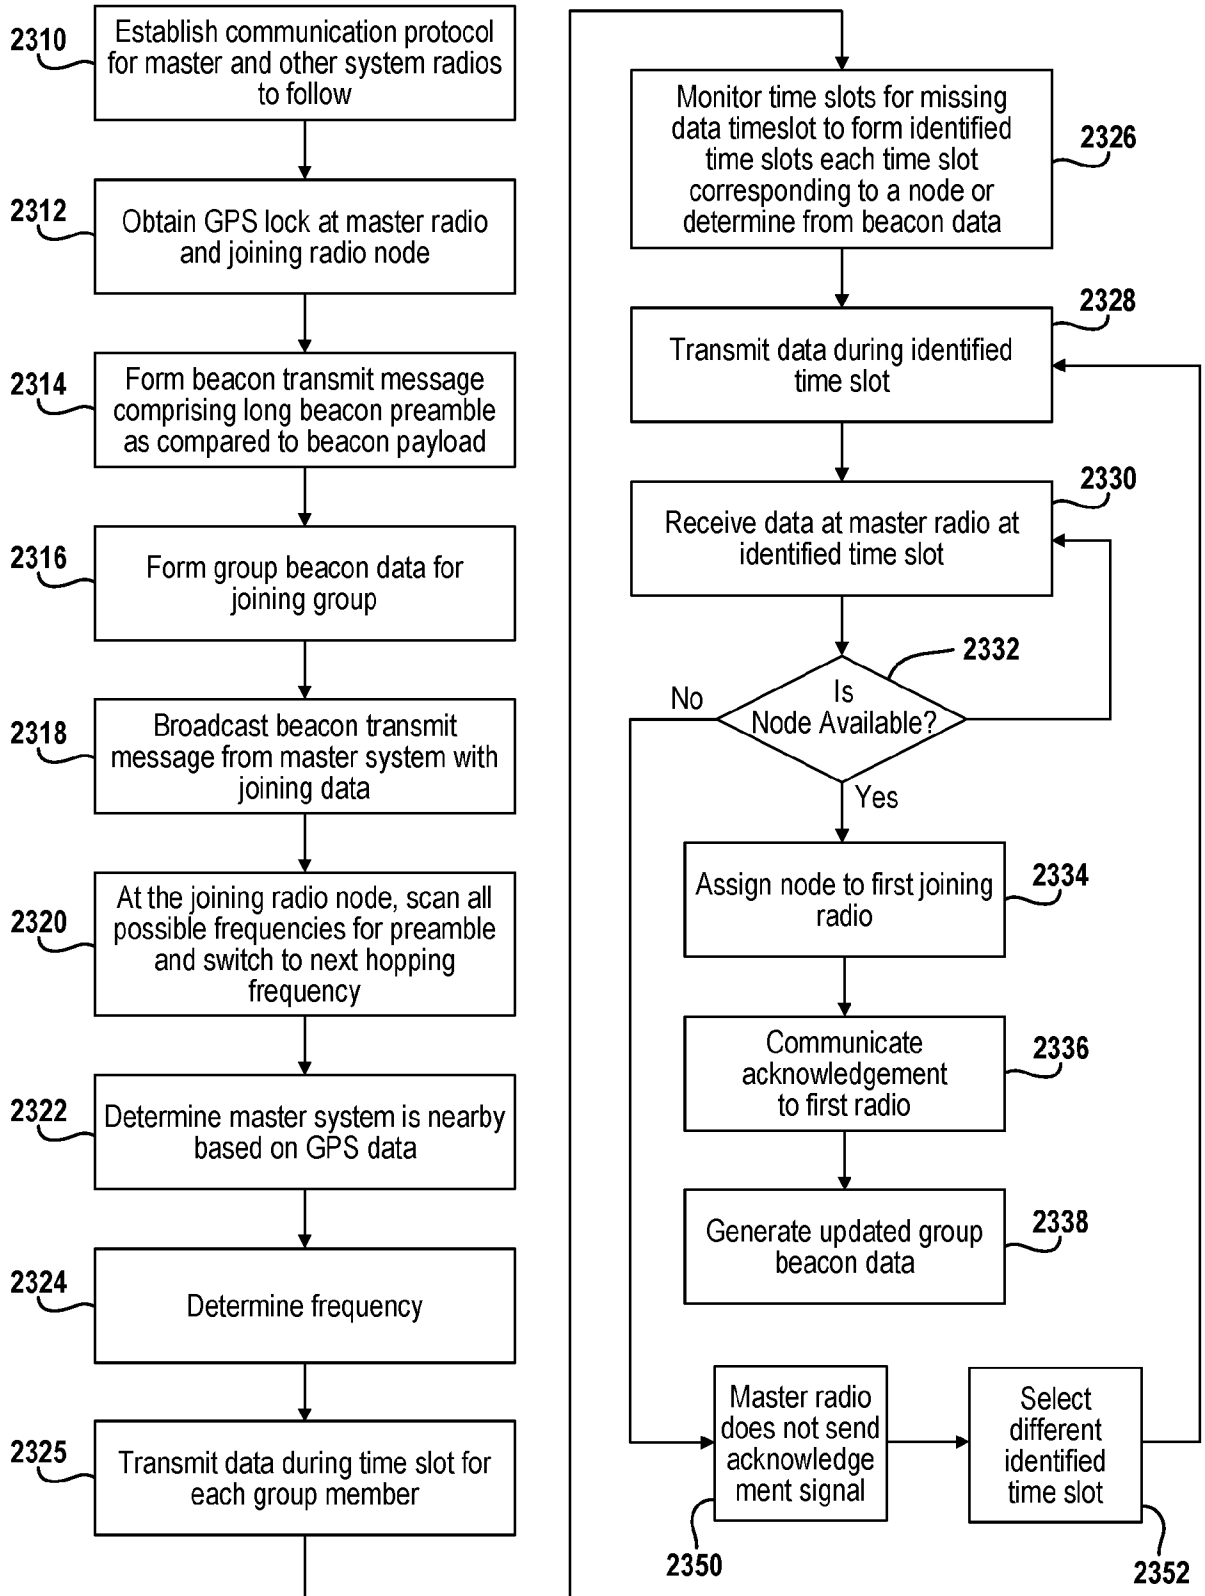 2310
Establish communication protocol
for master and other system radios
to follow
2312
Obtain GPS lock at master radio
and joining radio node
2314
Form beacon transmit message
comprising long beacon preamble
as compared to beacon payload
2316
Form group beacon data for
joining group
2318
Broadcast beacon transmit
message from master system with
joining data
2320
At the joining radio node, scan all
possible frequencies for preamble
and switch to next hopping
frequency
2322
Determine master system is nearby
based on GPS data
2324
Determine frequency
2325
Transmit data during time slot for
each group member
Monitor time slots for missing
data timeslot to form identified
time slots each time slot
corresponding to a node or
determine from beacon data
2326
2328
Transmit data during identified
time slot
2330
Receive data at master radio at
identified time slot
2332
No
Is
Node Available?
Yes
Assign node to first joining
radio
2334
Communicate
acknowledgement
to first radio
2336
Generate updated group
beacon data
2338
Master radio
does not send
acknowledge
ment signal
2350
Select
different
identified
time slot
2352